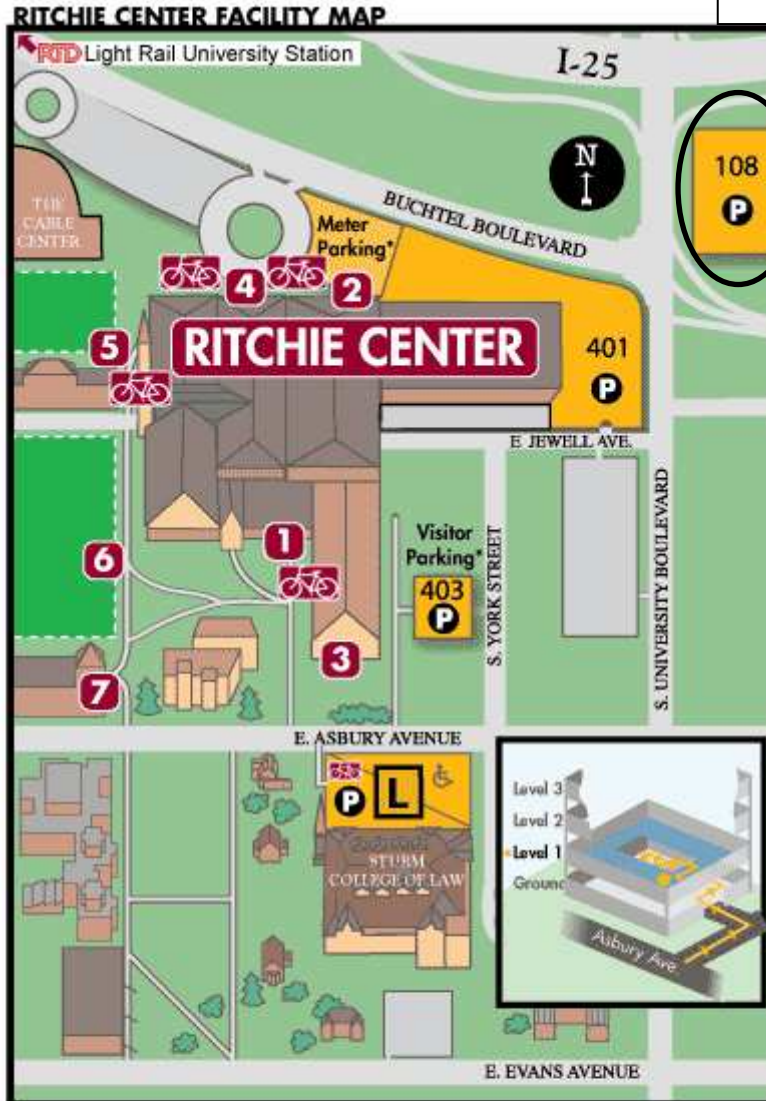 RITCHIE CENTER FACILITY MAP
RTD Light Rail University Station
I-25
N
108
P
THE
CABLE
CENTER
Meter
Parking*
BUCHTEL BOULEVARD
4
2
5
RITCHIE CENTER
401
P
E. JEWELL AVE.
1
Visitor
Parking*
6
403
P
S. YORK STREET
S. UNIVERSITY BOULEVARD
3
7
E. ASBURY AVENUE
P
L
STURM
COLLEGE OF LAW
Level 3
Level 2
Level 1
Ground
Asbury Ave.
E. EVANS AVENUE